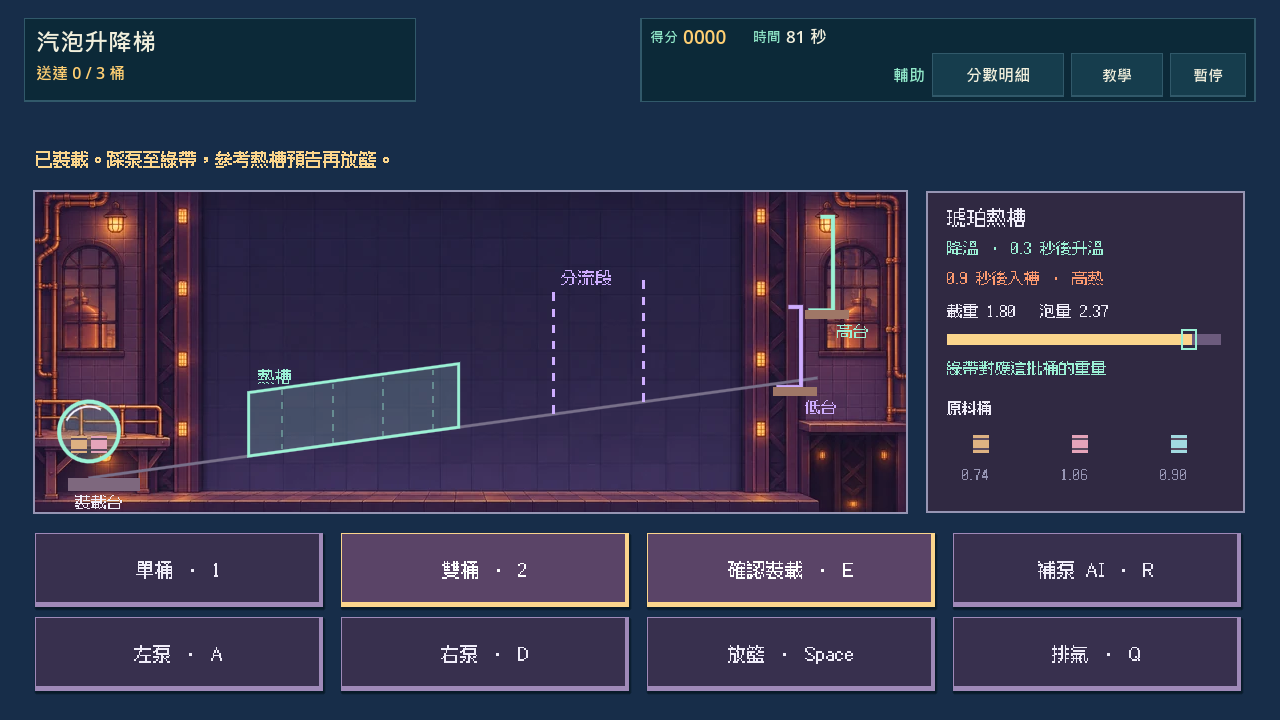 汽泡升降梯
送達 0 / 3 桶
得分 0000 時間 81 秒
輔助 分數明細 教學 暫停
已裝載。踩泵至綠帶，參考熱槽預告再放籃。
分流段
高台
熱槽
低台
裝載台
琥珀熱槽
降溫 · 0.3 秒後升溫
0.9 秒後入槽 · 高熱
載重 1.80 泡量 2.37
綠帶對應這批桶的重量
原料桶
0.74 1.06 0.90
單桶 · 1
雙桶 · 2
確認裝載 · E
補泵 AI · R
左泵 · A
右泵 · D
放籃 · Space
排氣 · Q